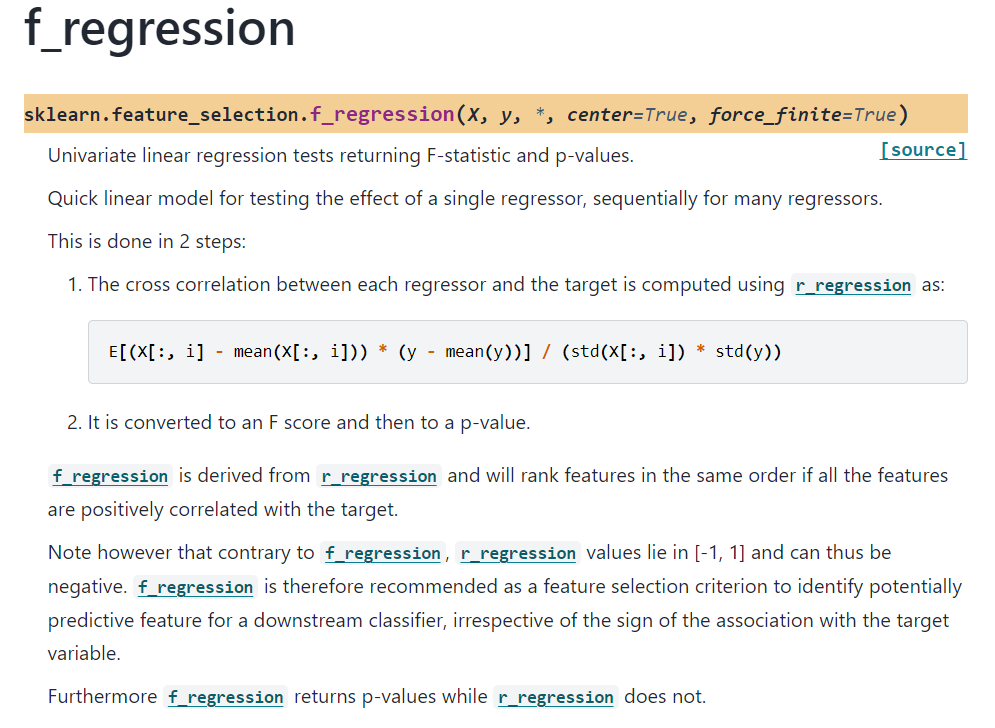 f_regression
sklearn.feature_selection.f_regression(X, y, *, center=True, force_finite=True)
[source]
Univariate linear regression tests returning F-statistic and p-values.
Quick linear model for testing the effect of a single regressor, sequentially for many regressors.
This is done in 2 steps:
1. The cross correlation between each regressor and the target is computed using r_regression as:
E[(X[:, i] - mean(X[:, i])) * (y - mean(y))] / (std(X[:, i]) * std(y))
2. It is converted to an F score and then to a p-value.
f_regression is derived from r_regression and will rank features in the same order if all the features
are positively correlated with the target.
Note however that contrary to f_regression, r_regression values lie in [-1, 1] and can thus be
negative. f_regression is therefore recommended as a feature selection criterion to identify potentially
predictive feature for a downstream classifier, irrespective of the sign of the association with the target
variable.
Furthermore f_regression returns p-values while r_regression does not.